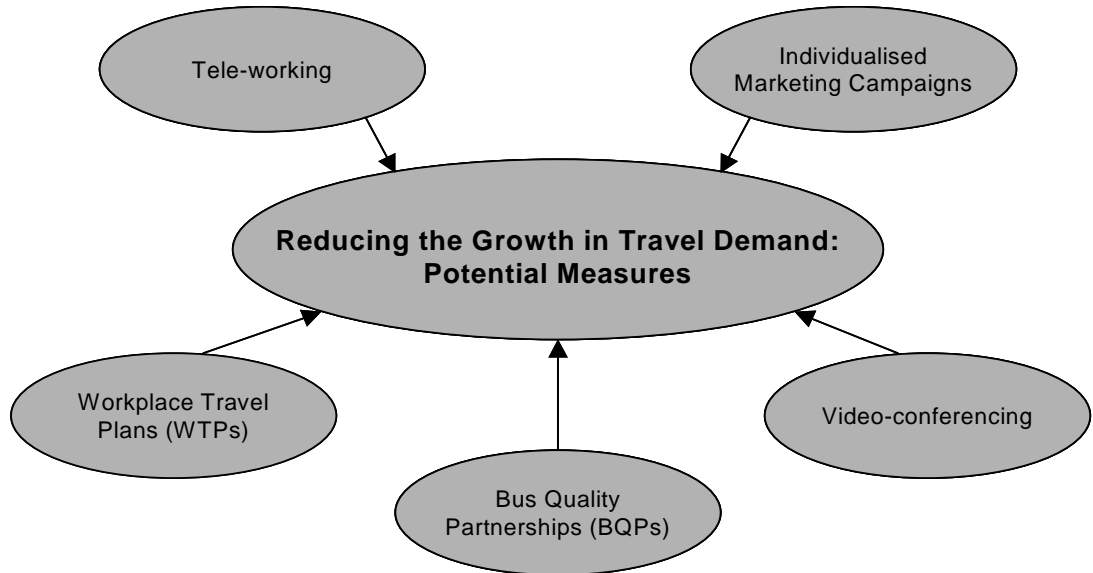 Tele-working
Individualised
Marketing Campaigns
Reducing the Growth in Travel Demand:
Potential Measures
Workplace Travel
Plans (WTPs)
Video-conferencing
Bus Quality
Partnerships (BQPs)